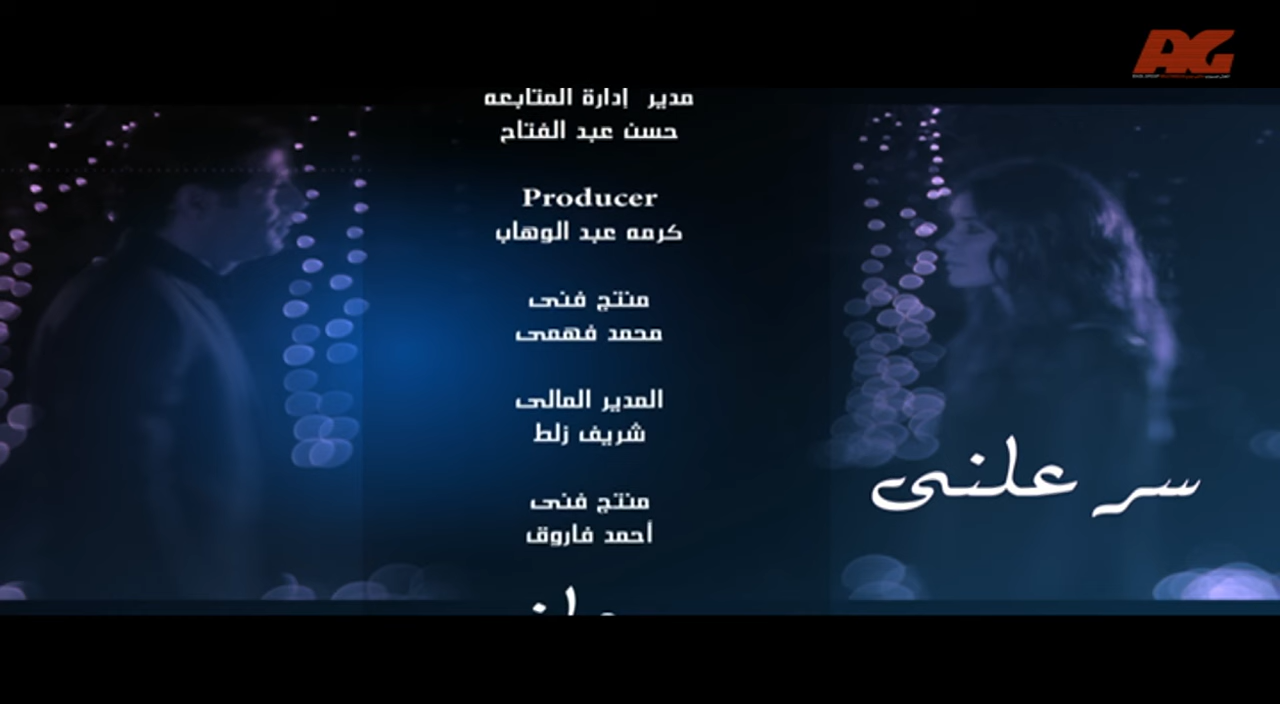 AG
مدير إدارة المتابعه
حسن عبد الفتاح
Producer
كرمه عبد الوهاب
منتج فنى
محمد فهمى
المدير المالى
شريف زلط
سر علنى
منتج فنى
أحمد فاروق